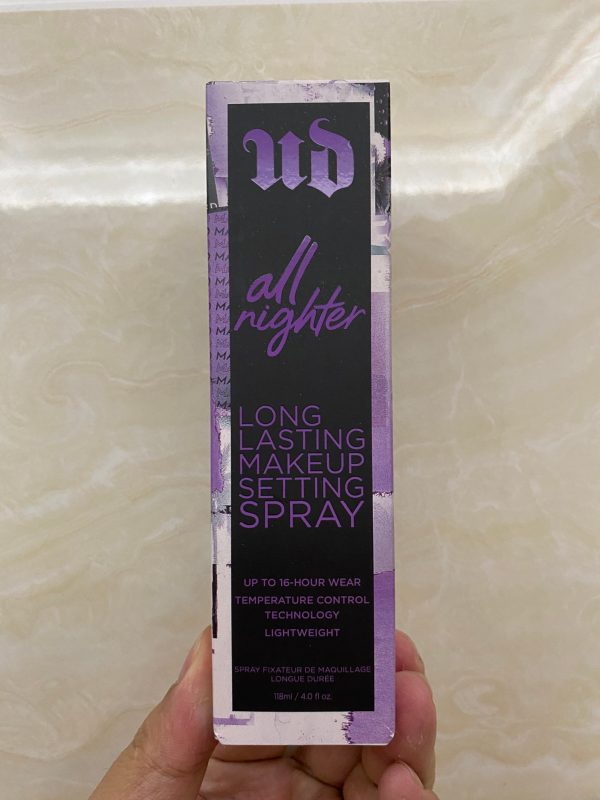 ud
all
nighter
LONG
LASTING
MAKEUP
SETTING
SPRAY
UP TO 16-HOUR WEAR
TEMPERATURE CONTROL
TECHNOLOGY
LIGHTWEIGHT
SPRAY FIXATEUR DE MAQUILLAGE
LONGUE DURÉE
118ml / 4.0 fl oz.